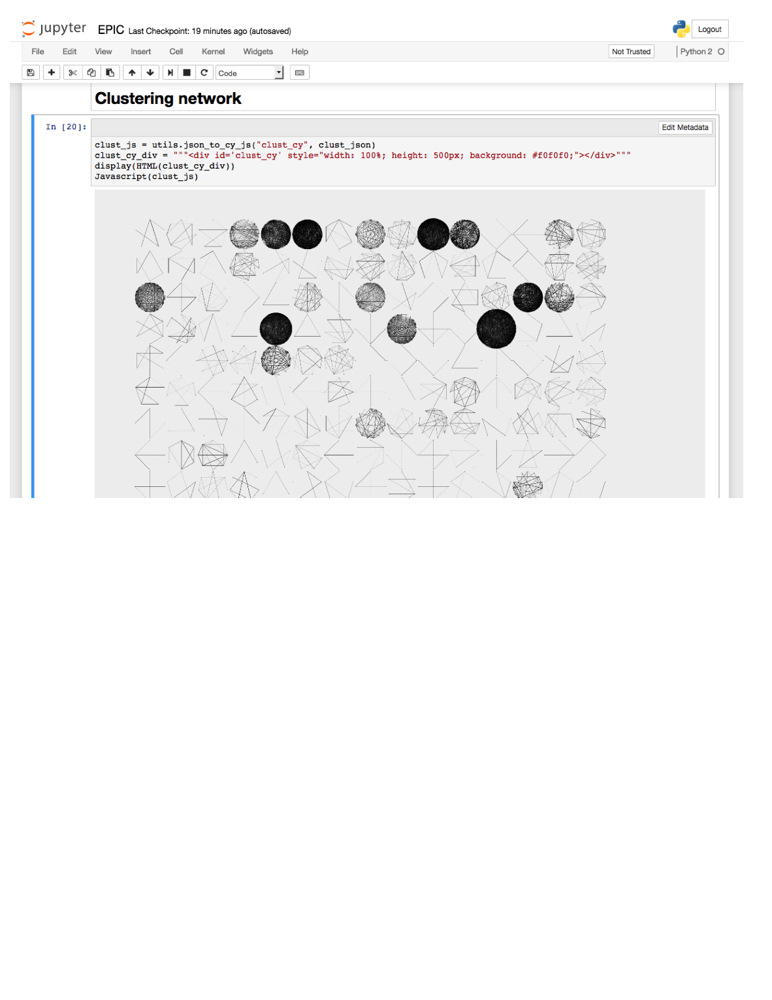 jupyter EPIC Last Checkpoint: 19 minutes ago (autosaved) Logout
File Edit View Insert Cell Kernel Widgets Help Not Trusted Python 2
Code
Clustering network
In [20]:
Edit Metadata
clust_js = utils.json_to_cy_js("clust_cy", clust_json)
clust_cy_div = """<div id='clust_cy' style="width: 100%; height: 500px; background: #f0f0f0;"></div>"""
display(HTML(clust_cy_div))
Javascript(clust_js)